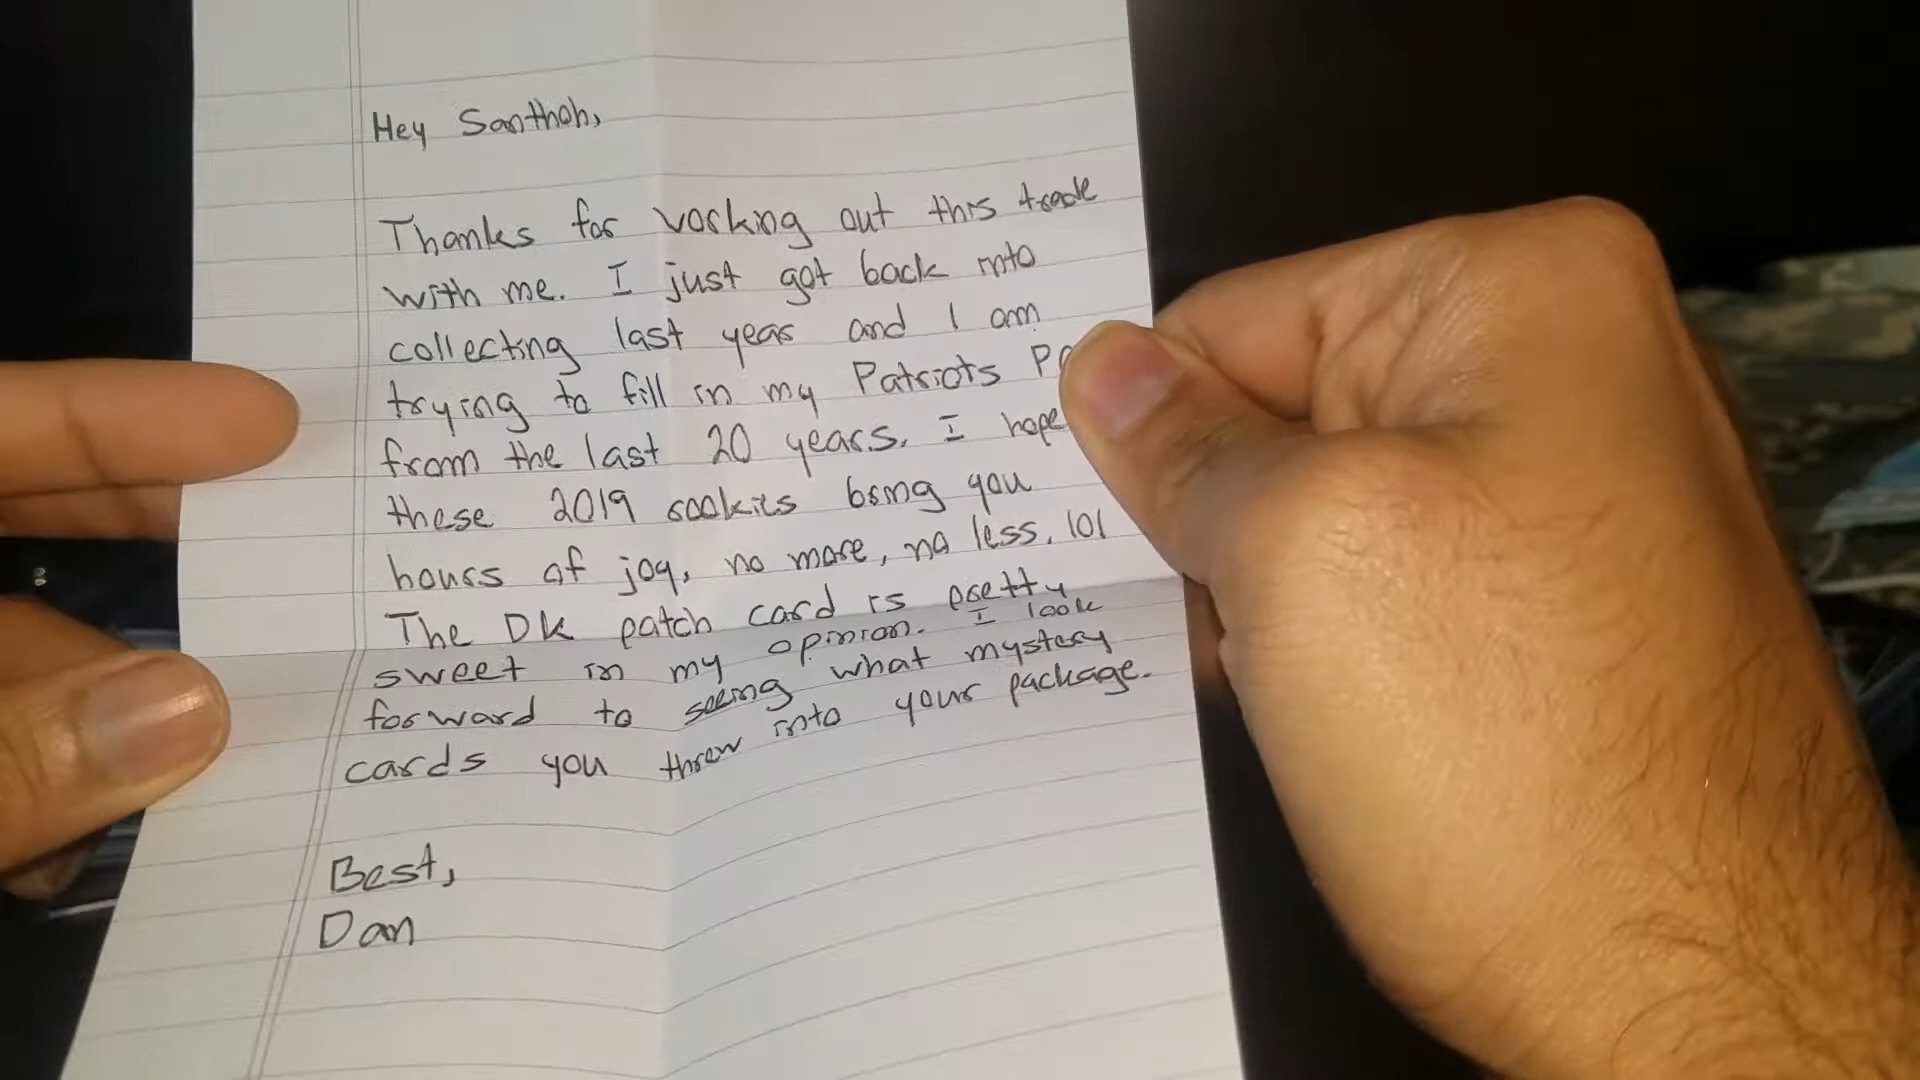 Hey Santhoh,
Thanks for working out this trade
with me. I just got back into
collecting last year and I am
trying to fill in my Patriots
from the last 20 years. I hope
these 2019 rookies bring you
hours of joy, no more, no less. lol
The DK patch card is pretty
sweet in my opinion. I look
forward to seeing what mystery
cards you threw into your package.
Best,
Dan